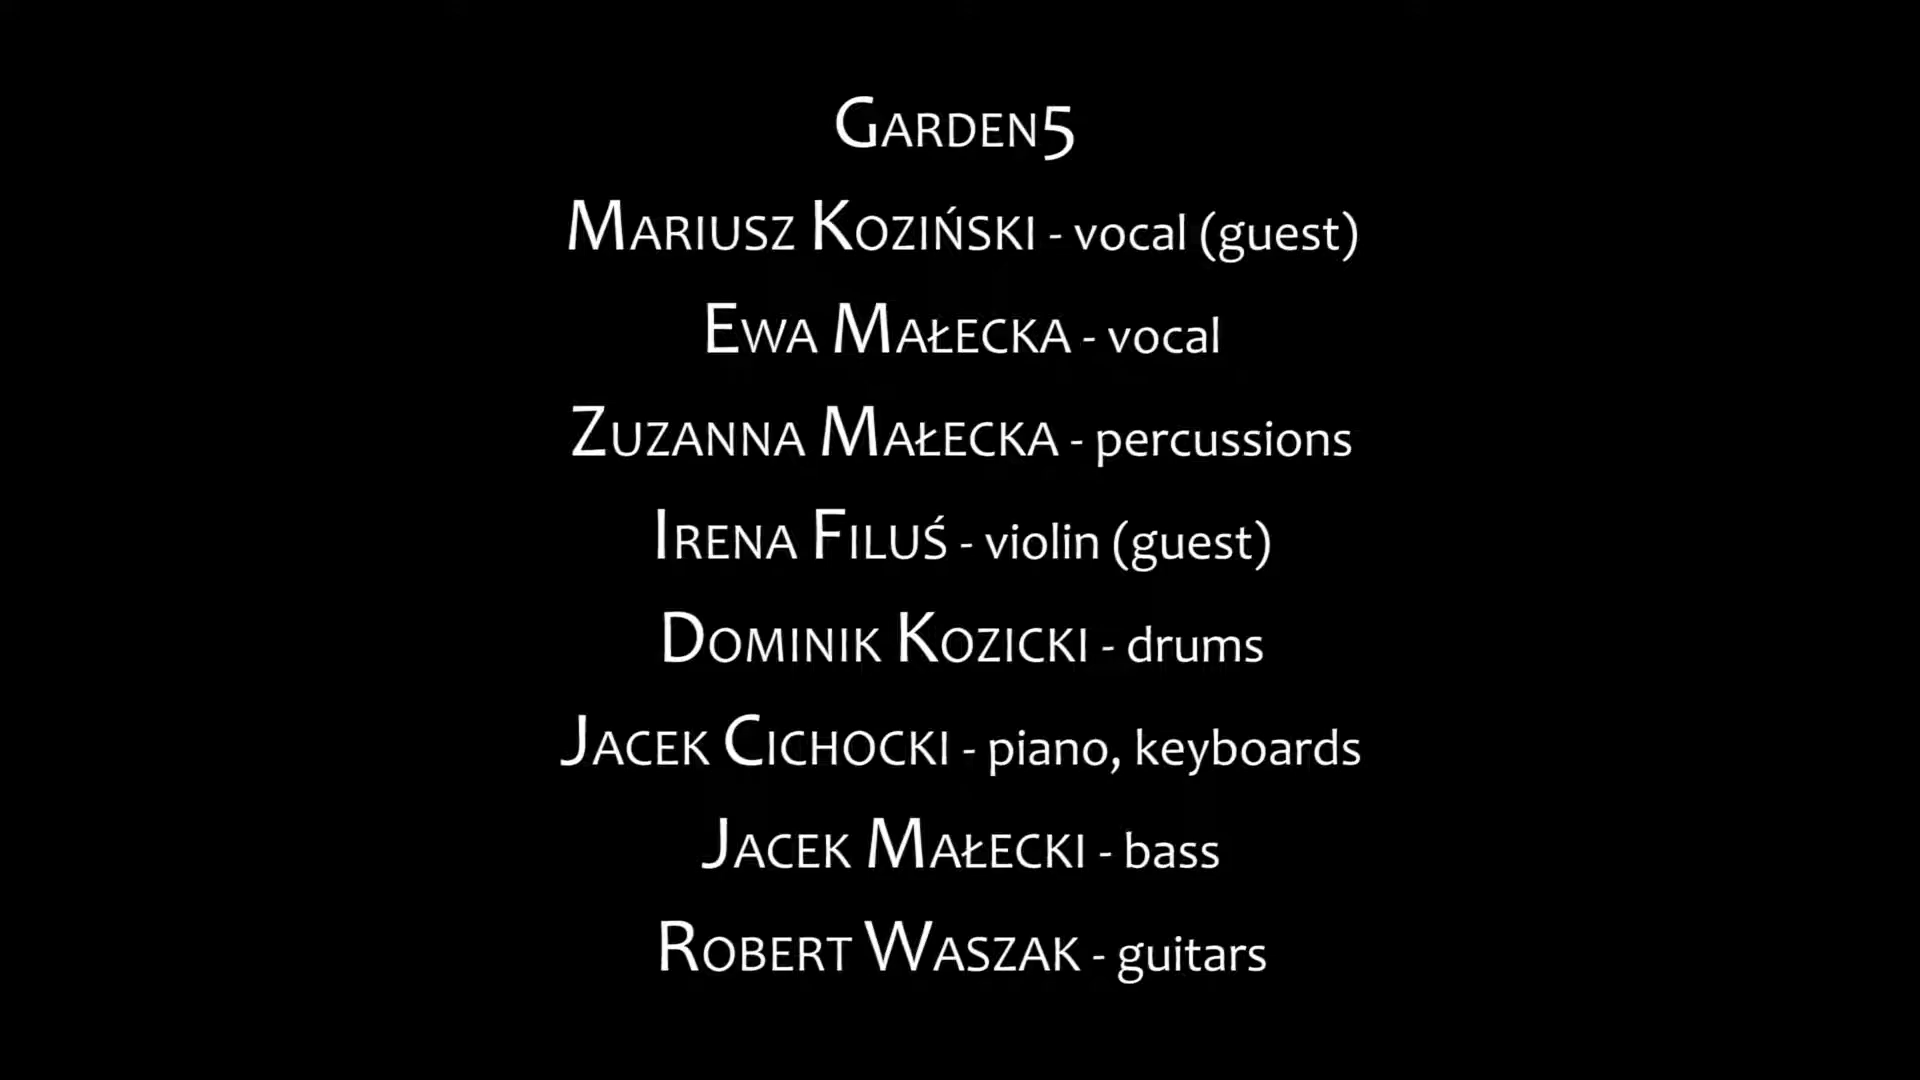 Garden5
Mariusz Koziński - vocal (guest)
Ewa Małecka - vocal
Zuzanna Małecka - percussions
Irena Filuś - violin (guest)
Dominik Kozicki - drums
Jacek Cichocki - piano, keyboards
Jacek Małecki - bass
Robert Waszak - guitars